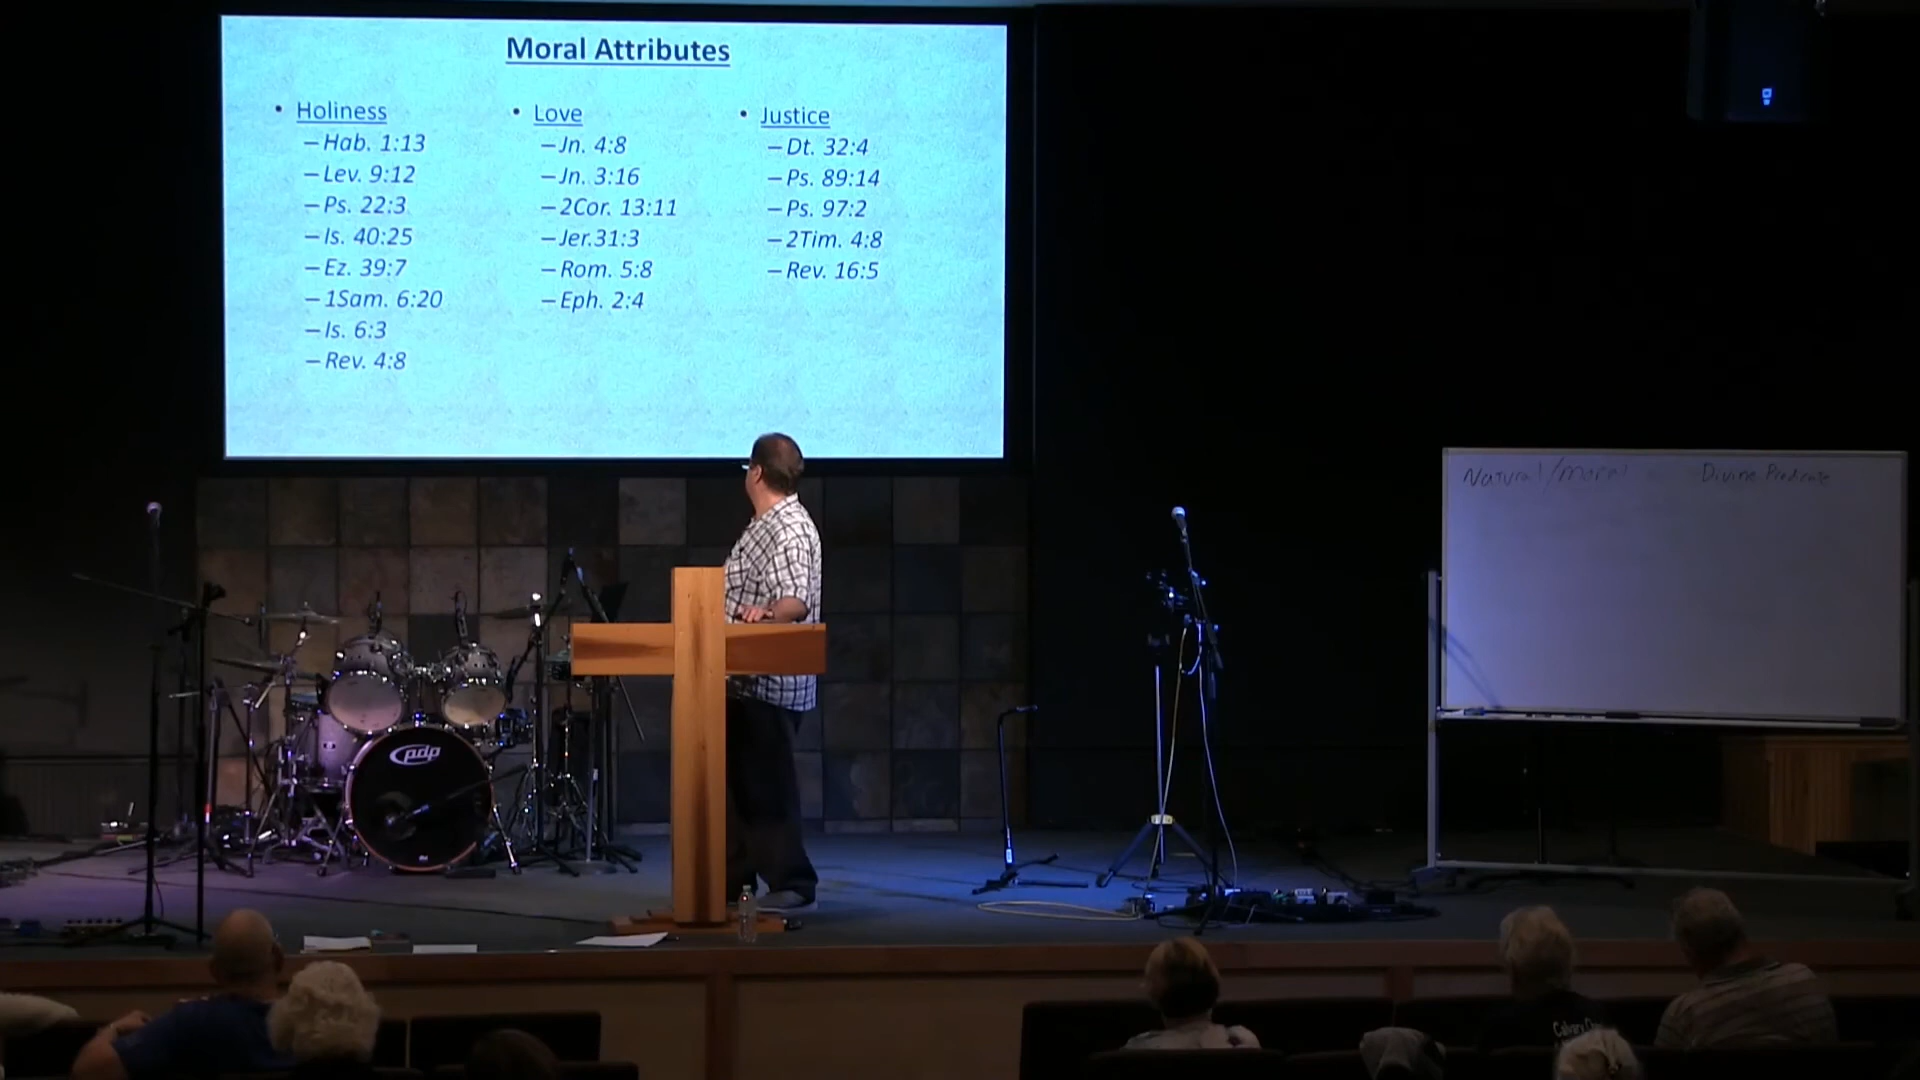 Moral Attributes
• Holiness
– Hab. 1:13
– Lev. 9:12
– Ps. 22:3
– Is. 40:25
– Ez. 39:7
– 1Sam. 6:20
– Is. 6:3
– Rev. 4:8
• Love
– Jn. 4:8
– Jn. 3:16
– 2Cor. 13:11
– Jer.31:3
– Rom. 5:8
– Eph. 2:4
• Justice
– Dt. 32:4
– Ps. 89:14
– Ps. 97:2
– 2Tim. 4:8
– Rev. 16:5
Natural/moral
Divine Predicate
pdp
Calvary